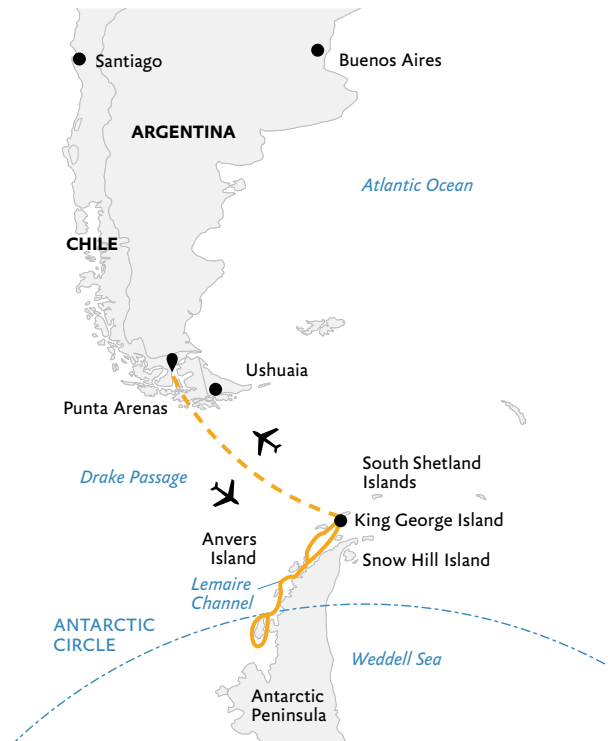 Santiago
Buenos Aires
ARGENTINA
Atlantic Ocean
CHILE
Ushuaia
Punta Arenas
Drake Passage
South Shetland
Islands
King George Island
Anvers
Island
Snow Hill Island
Lemaire
Channel
ANTARCTIC
CIRCLE
Weddell Sea
Antarctic
Peninsula